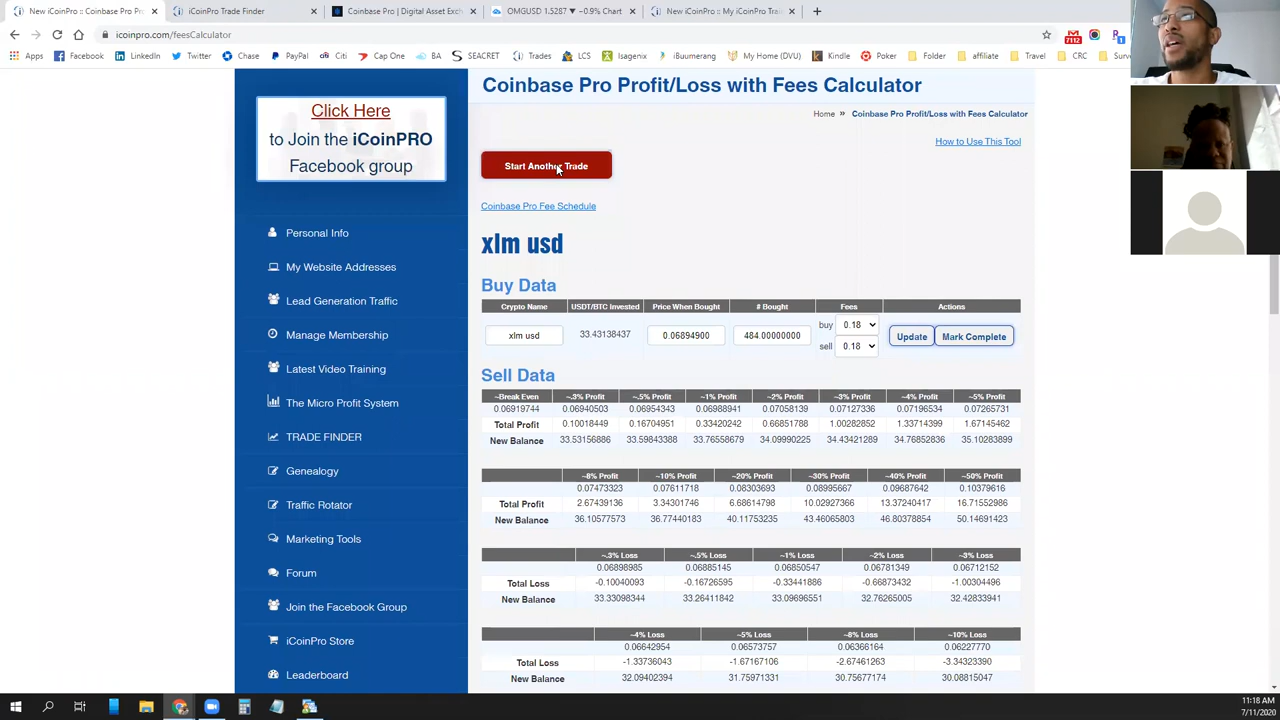 New iCoinPro :: Coinbase Pro Pro
iCoinPro Trade Finder
Coinbase Pro | Digital Asset Exch
OMGUSD 1.5287 ▼ −0.9% Chart
New iCoinPro :: My iCoinPro Trai
icoinpro.com/feesCalculator
7112
Apps
Facebook
LinkedIn
Twitter
Chase
PayPal
Citi
Cap One
BA
SEACRET
Trades
LCS
Isagenix
iBuumerang
My Home (DVU)
Kindle
Poker
Folder
affiliate
Travel
CRC
Surv
Click Here
to Join the iCoinPRO
Facebook group
Personal Info
My Website Addresses
Lead Generation Traffic
Manage Membership
Latest Video Training
The Micro Profit System
TRADE FINDER
Genealogy
Traffic Rotator
Marketing Tools
Forum
Join the Facebook Group
iCoinPro Store
Leaderboard
Coinbase Pro Profit/Loss with Fees Calculator
Home » Coinbase Pro Profit/Loss with Fees Calculator
How to Use This Tool
Start Another Trade
Coinbase Pro Fee Schedule
xlm usd
Buy Data
Crypto Name USDT/BTC Invested Price When Bought # Bought Fees Actions
xlm usd 33.43138437 0.06894900 484.00000000 buy 0.18 sell 0.18 Update Mark Complete
Sell Data
~Break Even ~.3% Profit ~.5% Profit ~1% Profit ~2% Profit ~3% Profit ~4% Profit ~5% Profit
0.06919744 0.06940503 0.06954343 0.06988941 0.07058139 0.07127336 0.07196534 0.07265731
Total Profit 0.10018449 0.16704951 0.33420242 0.66851788 1.00282852 1.33714399 1.67145462
New Balance 33.53156886 33.59843388 33.76558679 34.09990225 34.43421289 34.76852836 35.10283899
~8% Profit ~10% Profit ~20% Profit ~30% Profit ~40% Profit ~50% Profit
0.07473323 0.07611718 0.08303693 0.08995667 0.09687642 0.10379616
Total Profit 2.67439136 3.34301746 6.68614798 10.02927366 13.37240417 16.71552986
New Balance 36.10577573 36.77440183 40.11753235 43.46065803 46.80378854 50.14691423
~.3% Loss ~.5% Loss ~1% Loss ~2% Loss ~3% Loss
0.06898985 0.06885145 0.06850547 0.06781349 0.06712152
Total Loss -0.10040093 -0.16726595 -0.33441886 -0.66873432 -1.00304496
New Balance 33.33098344 33.26411842 33.09696551 32.76265005 32.42833941
~4% Loss ~5% Loss ~8% Loss ~10% Loss
0.06642954 0.06573757 0.06366164 0.06227770
Total Loss -1.33736043 -1.67167106 -2.67461263 -3.34323390
New Balance 32.09402394 31.75971331 30.75677174 30.08815047
11:18 AM
7/11/2020